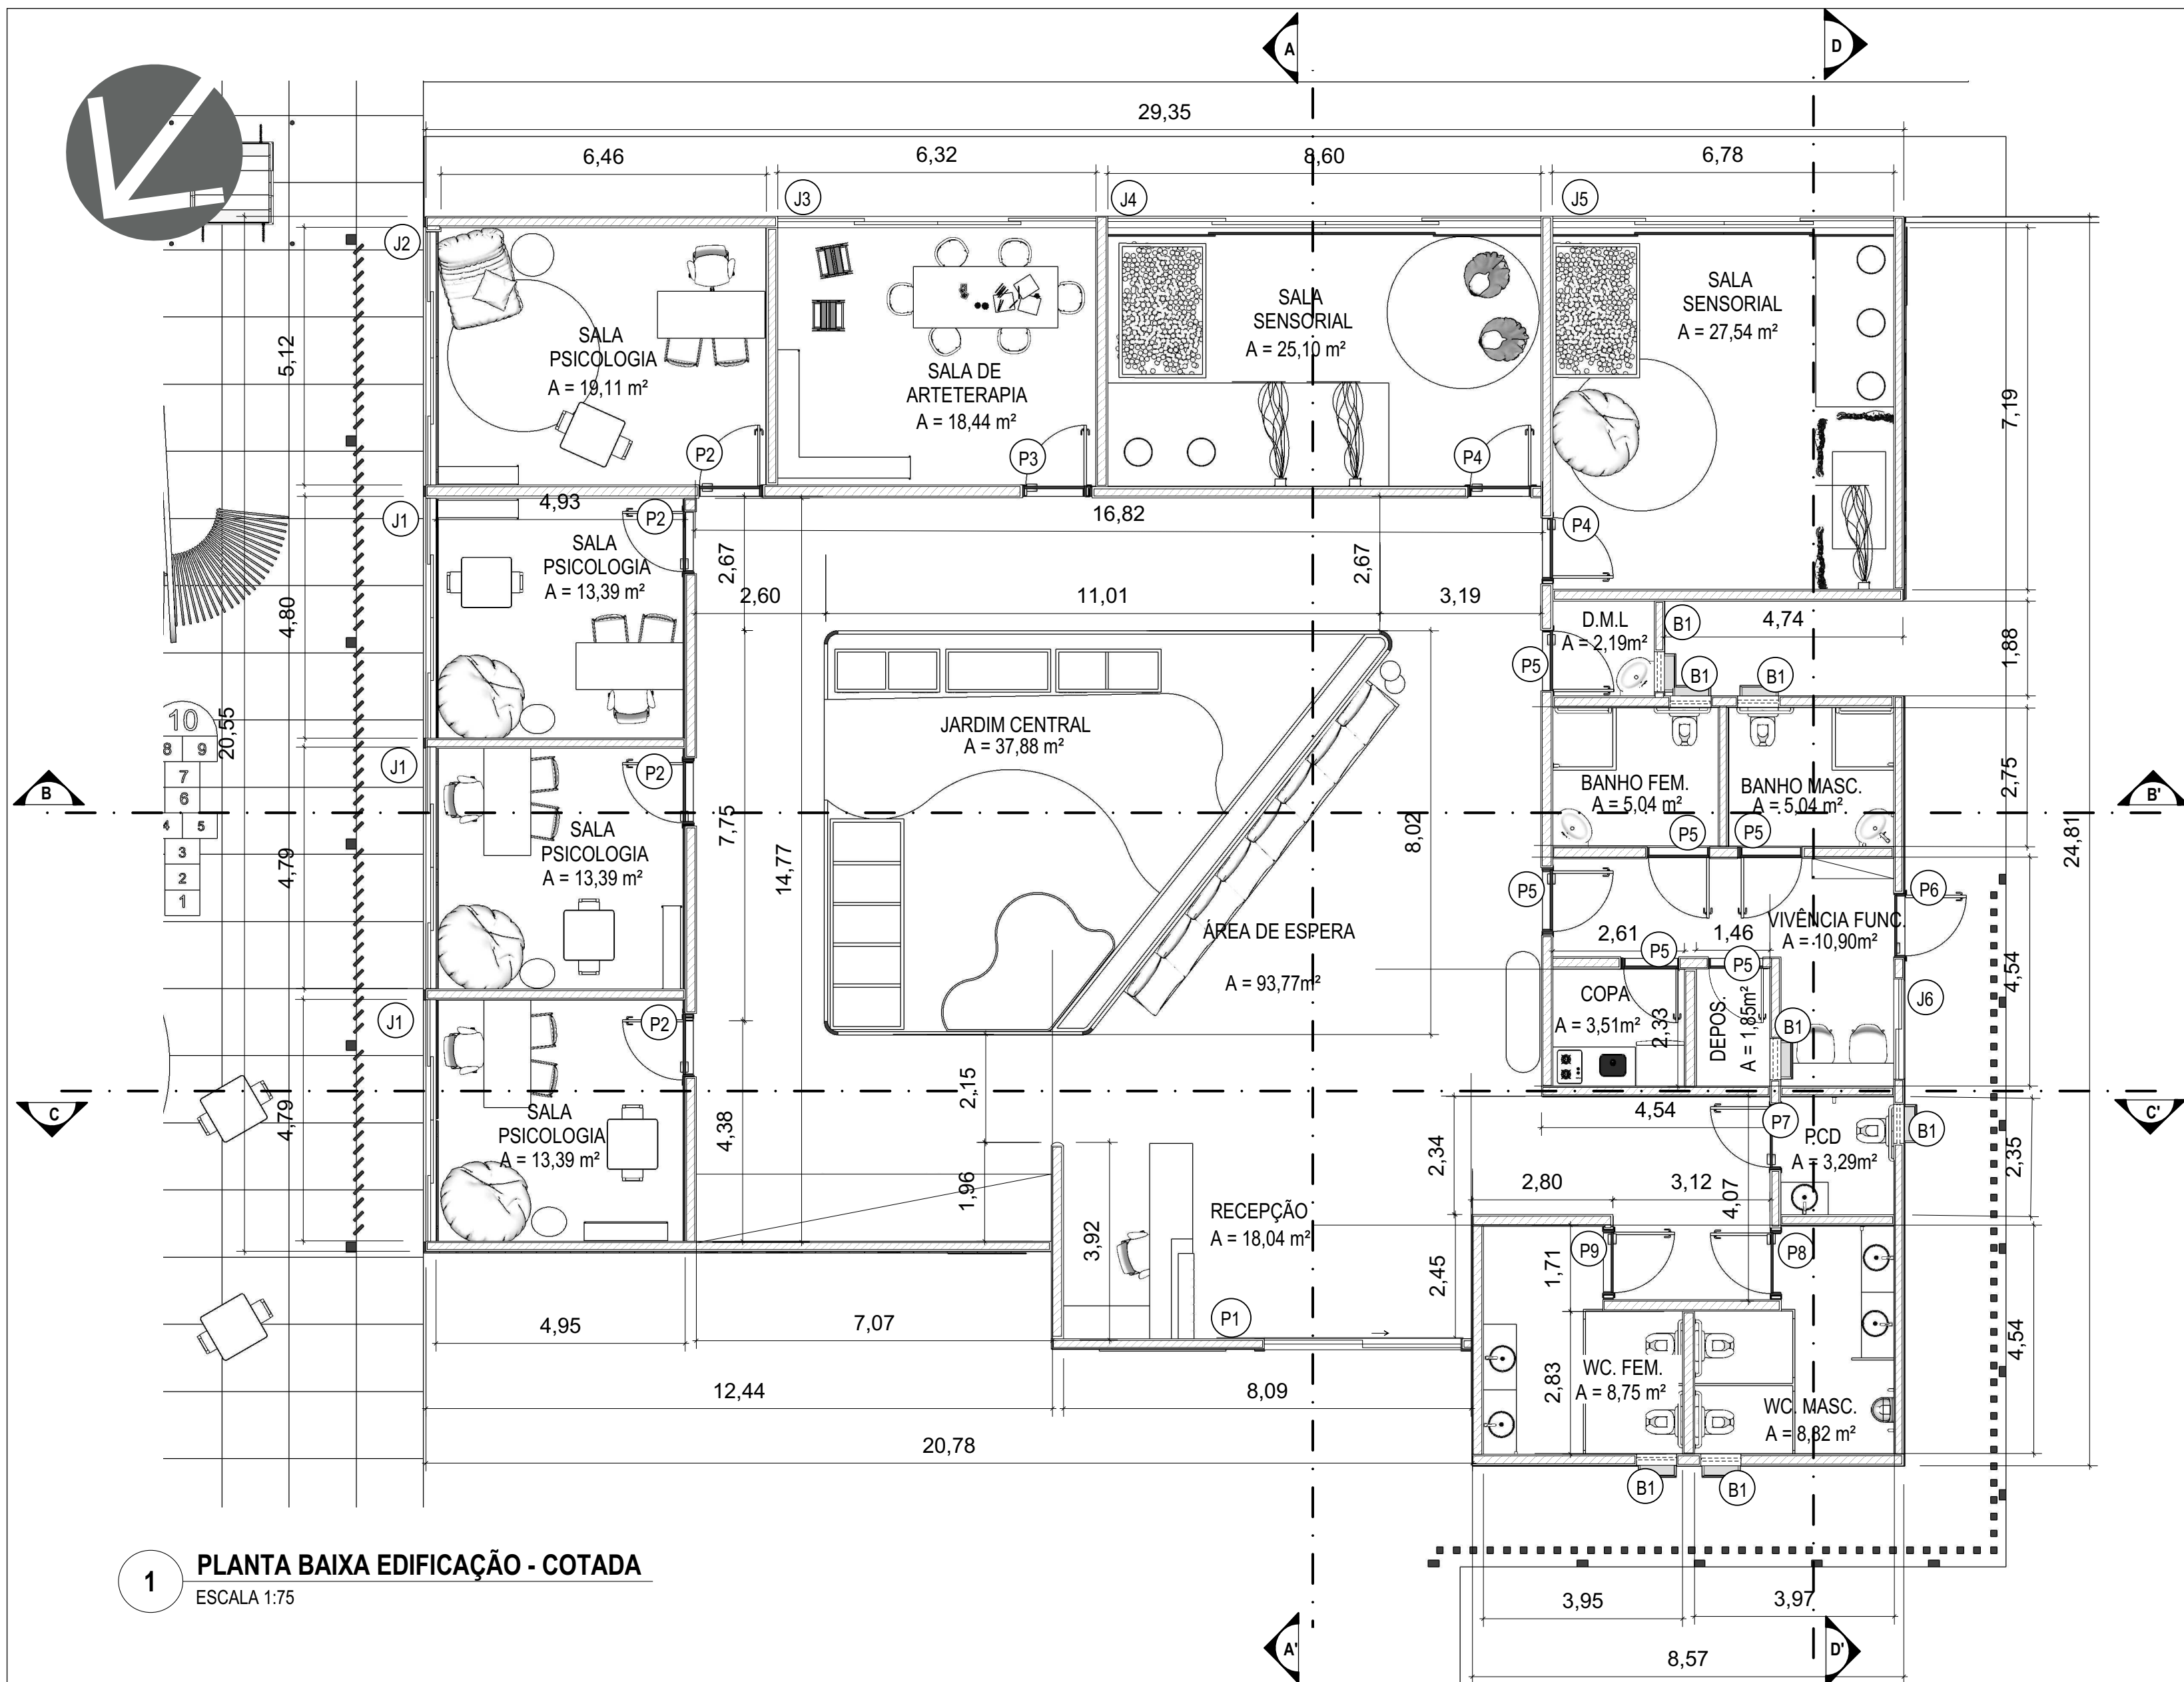 A
D
29,35
6,46
6,32
8,60
6,78
J3
J4
J5
J2
SALA
PSICOLOGIA
A = 19,11 m²
SALA DE
ARTETERAPIA
A = 18,44 m²
SALA
SENSORIAL
A = 25,10 m²
SALA
SENSORIAL
A = 27,54 m²
5,12
7,19
P2
P3
P4
J1
4,93
P2
16,82
P4
SALA
PSICOLOGIA
A = 13,39 m²
2,67
2,67
4,80
2,60
11,01
3,19
D.M.L
A = 2,19m²
B1
4,74
1,88
P5
B1
B1
10
8
9
7
6
4
5
3
2
1
20,55
JARDIM CENTRAL
A = 37,88 m²
J1
P2
B
B'
BANHO FEM.
A = 5,04 m²
BANHO MASC.
A = 5,04 m²
2,75
P5
P5
7,75
8,02
24,81
SALA
PSICOLOGIA
A = 13,39 m²
4,79
14,77
P5
P6
ÁREA DE ESPERA
A = 93,77m²
VIVÊNCIA FUNC.
A = 10,90m²
2,61
1,46
P5
P5
4,54
J1
P2
COPA
A = 3,51m²
2,33
DEPOS.
A = 1,85m²
B1
J6
C
C'
2,15
4,79
SALA
PSICOLOGIA
A = 13,39 m²
4,38
4,54
P7
P.CD
A = 3,29m²
B1
2,34
2,35
1,96
2,80
3,12
4,07
3,92
RECEPÇÃO
A = 18,04 m²
2,45
P9
P8
1,71
P1
4,95
7,07
4,54
12,44
8,09
2,83
WC. FEM.
A = 8,75 m²
WC. MASC.
A = 8,82 m²
20,78
B1
B1
1
PLANTA BAIXA EDIFICAÇÃO - COTADA
ESCALA 1:75
3,95
3,97
A'
D'
8,57